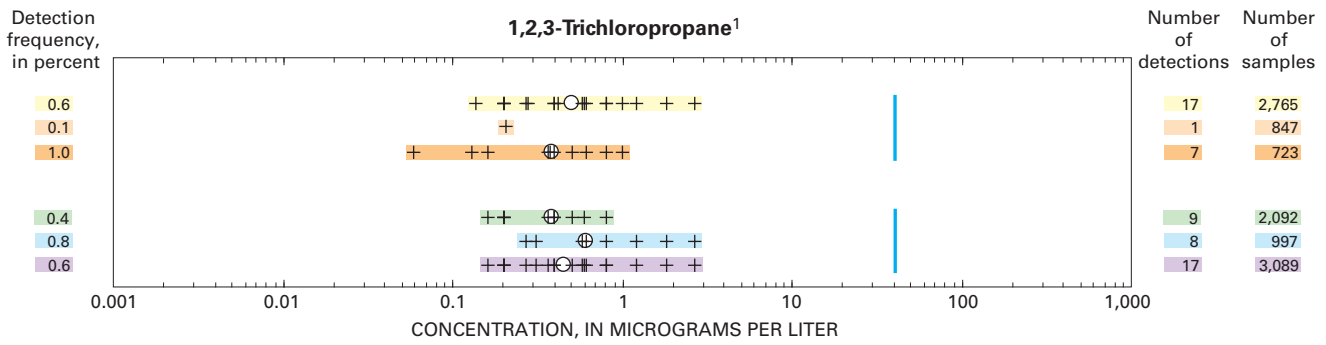 Detection
frequency,
in percent
1,2,3-Trichloropropane¹
Number
of
detections
Number
of
samples
0.6 17 2,765
0.1 1 847
1.0 7 723
0.4 9 2,092
0.8 8 997
0.6 17 3,089
0.001 0.01 0.1 1 10 100 1,000
CONCENTRATION, IN MICROGRAMS PER LITER